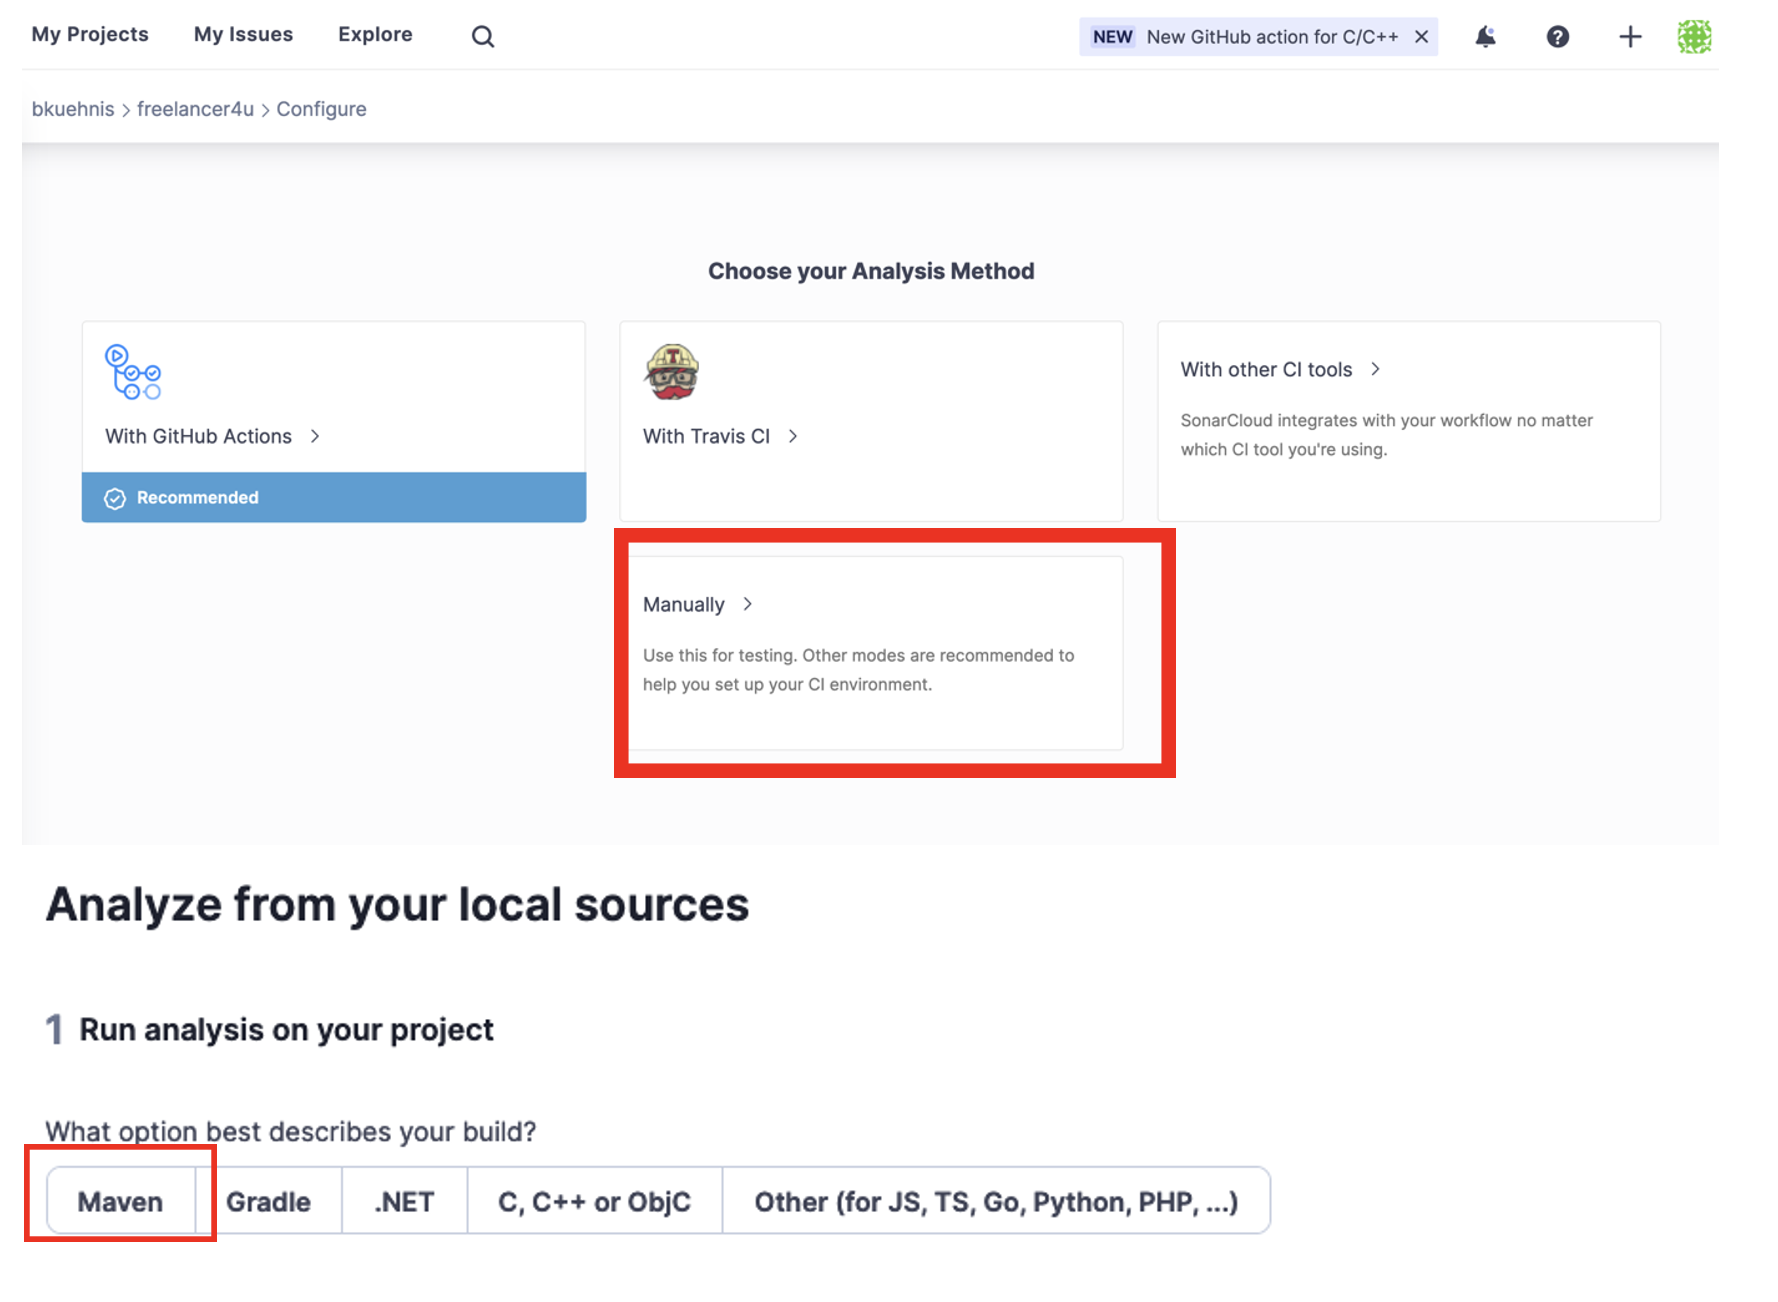 My Projects My Issues Explore NEW New GitHub action for C/C++
bkuehnis > freelancer4u > Configure
Choose your Analysis Method
With GitHub Actions
Recommended
With Travis CI
With other CI tools
SonarCloud integrates with your workflow no matter
which CI tool you're using.
Manually
Use this for testing. Other modes are recommended to
help you set up your CI environment.
Analyze from your local sources
1 Run analysis on your project
What option best describes your build?
Maven Gradle .NET C, C++ or ObjC Other (for JS, TS, Go, Python, PHP, ...)